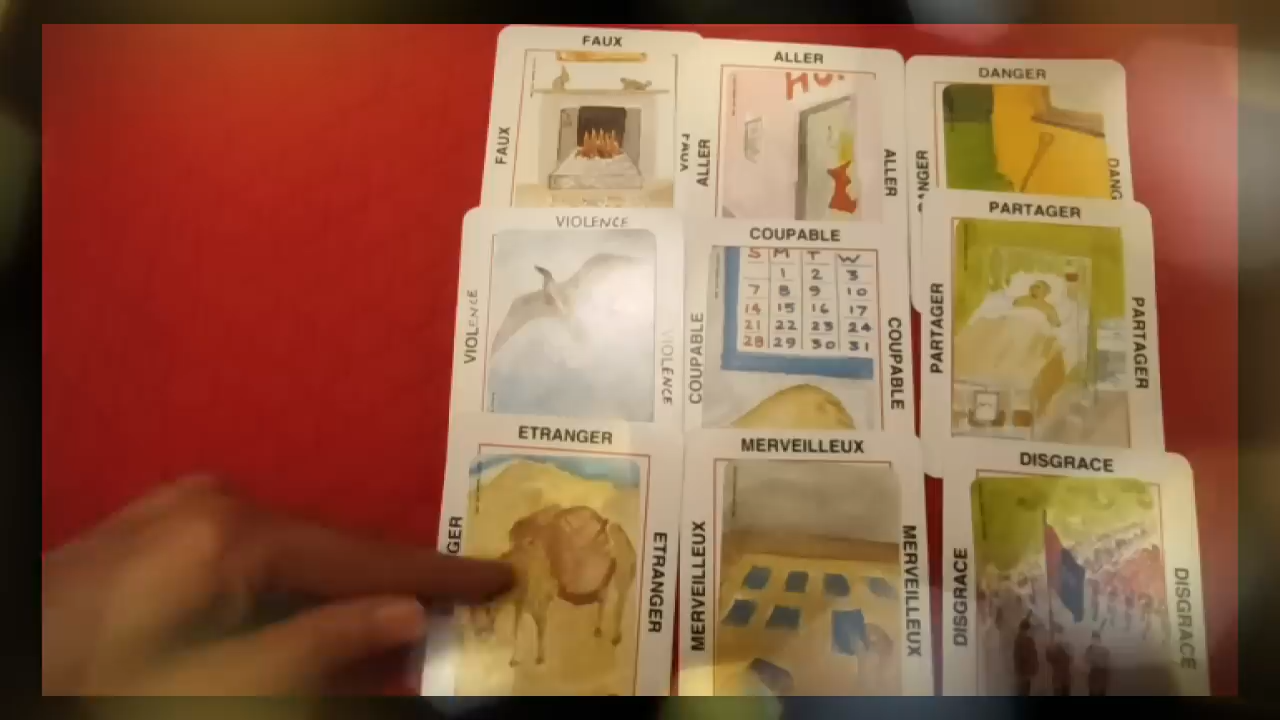 FAUX
FAUX
FAUX
ALLER
ALLER
ALLER
HO
DANGER
DANG
VIOLENCE
VIOLENCE
VIOLENCE
COUPABLE
COUPABLE
COUPABLE
S M T W
1 2 3
7 8 9 10
14 15 16 17
21 22 23 24
28 29 30 31
PARTAGER
PARTAGER
PARTAGER
ETRANGER
GER
ETRANGER
MERVEILLEUX
MERVEILLEUX
MERVEILLEUX
DISGRACE
DISGRACE
DISGRACE